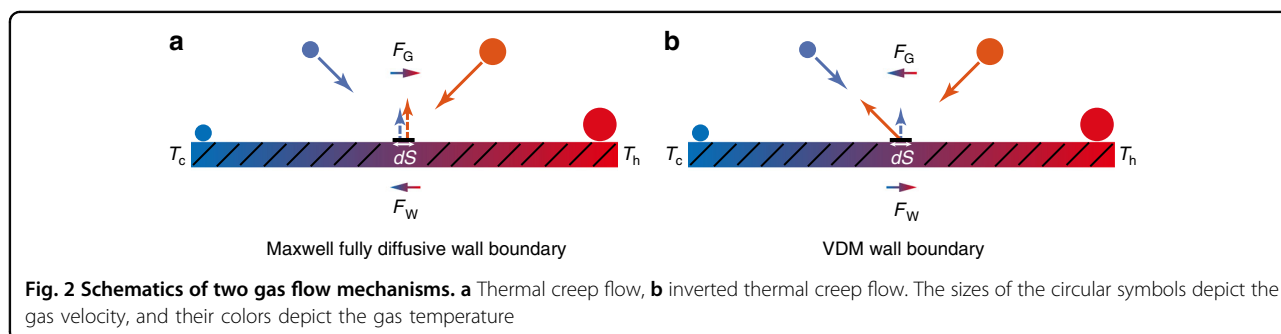 a
b
F_G
F_G
T_c
dS
T_h
T_c
dS
T_h
F_W
F_W
Maxwell fully diffusive wall boundary
VDM wall boundary
Fig. 2 Schematics of two gas flow mechanisms. a Thermal creep flow, b inverted thermal creep flow. The sizes of the circular symbols depict the
gas velocity, and their colors depict the gas temperature